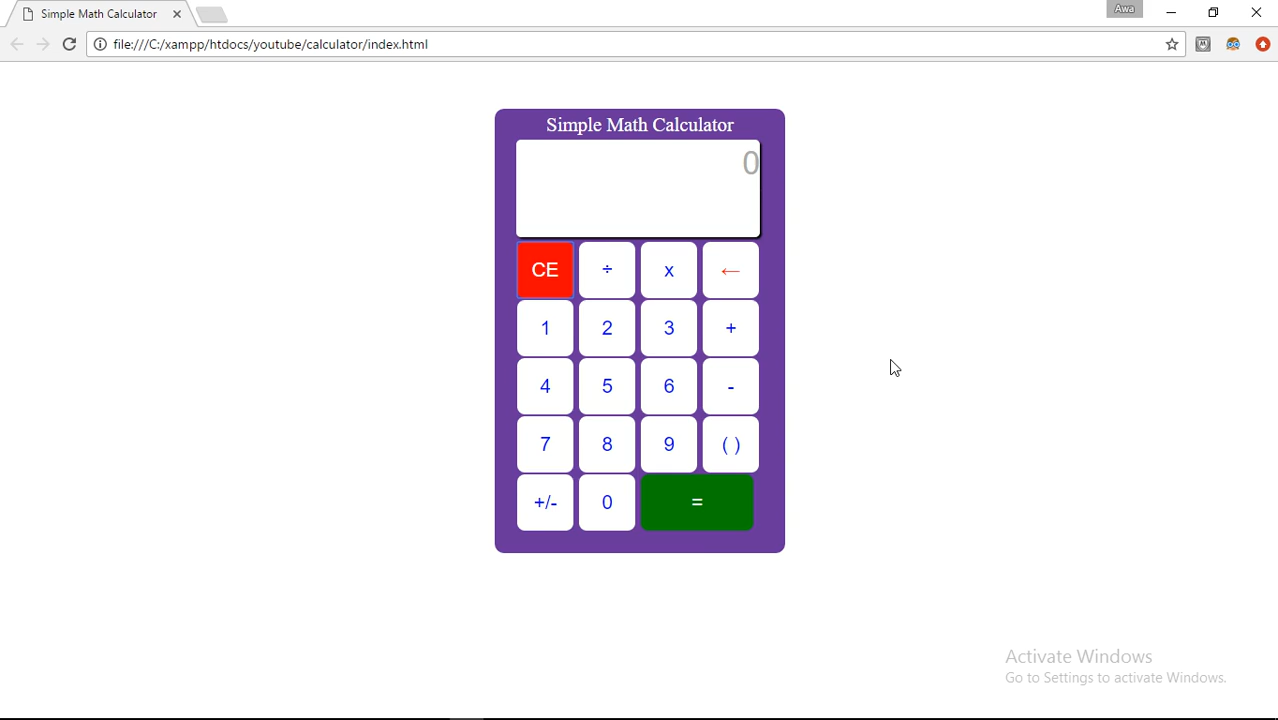 Simple Math Calculator
Awa
file:///C:/xampp/htdocs/youtube/calculator/index.html
Simple Math Calculator
0
CE ÷ x ←
1 2 3 +
4 5 6 -
7 8 9 ( )
+/- 0 =
Activate Windows
Go to Settings to activate Windows.